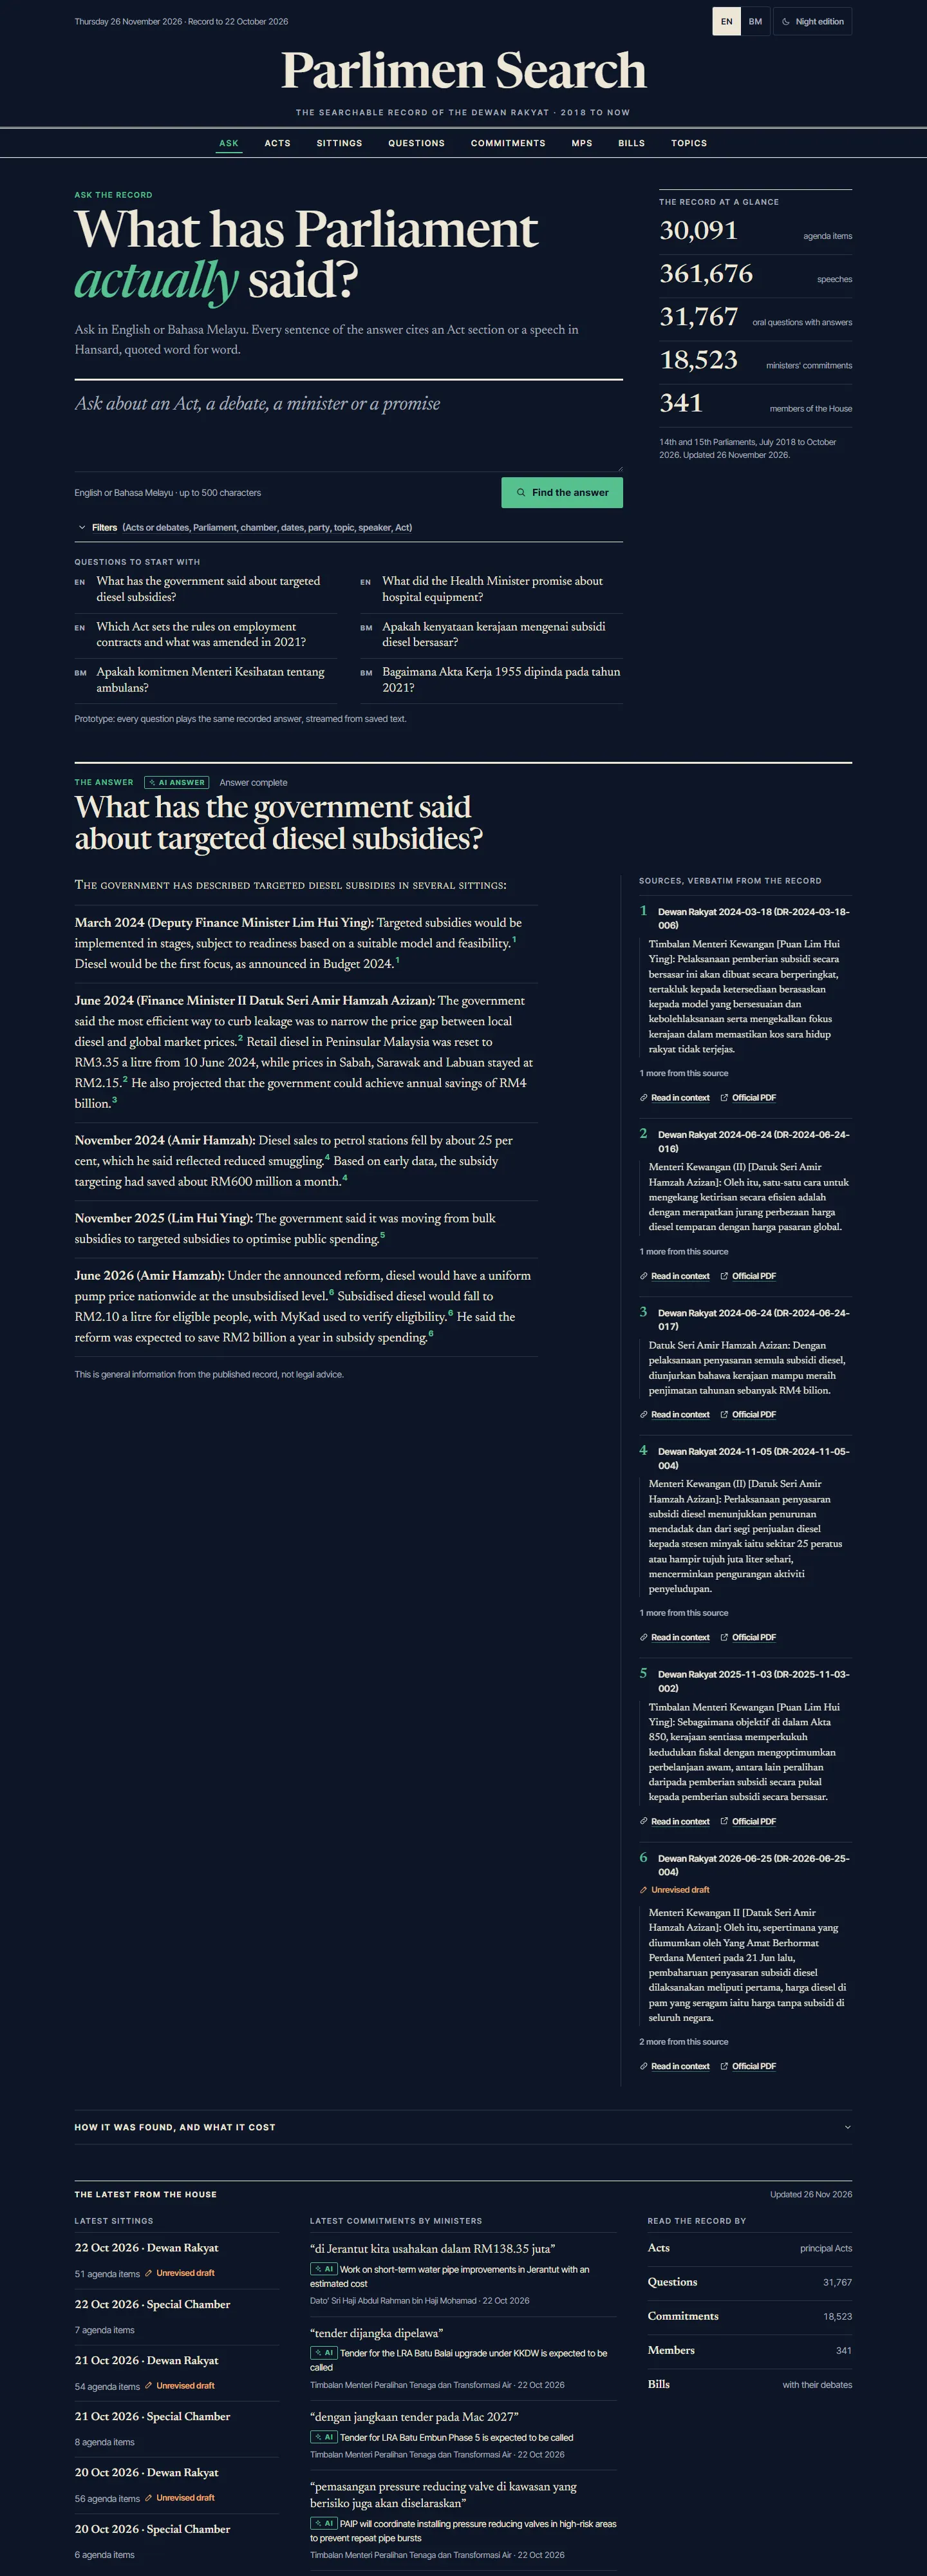 Thursday 26 November 2026 · Record to 22 October 2026
EN BM Night edition
Parlimen Search
THE SEARCHABLE RECORD OF THE DEWAN RAKYAT · 2018 TO NOW
ASK ACTS SITTINGS QUESTIONS COMMITMENTS MPS BILLS TOPICS
ASK THE RECORD
What has Parliament
actually said?
Ask in English or Bahasa Melayu. Every sentence of the answer cites an Act section or a speech in
Hansard, quoted word for word.
Ask about an Act, a debate, a minister or a promise
English or Bahasa Melayu · up to 500 characters
Find the answer
Filters (Acts or debates, Parliament, chamber, dates, party, topic, speaker, Act)
QUESTIONS TO START WITH
EN What has the government said about targeted
diesel subsidies?
EN What did the Health Minister promise about
hospital equipment?
EN Which Act sets the rules on employment
contracts and what was amended in 2021?
BM Apakah kenyataan kerajaan mengenai subsidi
diesel bersasar?
BM Apakah komitmen Menteri Kesihatan tentang
ambulans?
BM Bagaimana Akta Kerja 1955 dipinda pada tahun
2021?
Prototype: every question plays the same recorded answer, streamed from saved text.
THE RECORD AT A GLANCE
30,091 agenda items
361,676 speeches
31,767 oral questions with answers
18,523 ministers' commitments
341 members of the House
14th and 15th Parliaments, July 2018 to October
2026. Updated 26 November 2026.
THE ANSWER AI ANSWER Answer complete
What has the government said
about targeted diesel subsidies?
The government has described targeted diesel subsidies in several sittings:
March 2024 (Deputy Finance Minister Lim Hui Ying): Targeted subsidies would be
implemented in stages, subject to readiness based on a suitable model and feasibility.1
Diesel would be the first focus, as announced in Budget 2024.1
June 2024 (Finance Minister II Datuk Seri Amir Hamzah Azizan): The government
said the most efficient way to curb leakage was to narrow the price gap between local
diesel and global market prices.2 Retail diesel in Peninsular Malaysia was reset to
RM3.35 a litre from 10 June 2024, while prices in Sabah, Sarawak and Labuan stayed at
RM2.15.2 He also projected that the government could achieve annual savings of RM4
billion.3
November 2024 (Amir Hamzah): Diesel sales to petrol stations fell by about 25 per
cent, which he said reflected reduced smuggling.4 Based on early data, the subsidy
targeting had saved about RM600 million a month.4
November 2025 (Lim Hui Ying): The government said it was moving from bulk
subsidies to targeted subsidies to optimise public spending.5
June 2026 (Amir Hamzah): Under the announced reform, diesel would have a uniform
pump price nationwide at the unsubsidised level.6 Subsidised diesel would fall to
RM2.10 a litre for eligible people, with MyKad used to verify eligibility.6 He said the
reform was expected to save RM2 billion a year in subsidy spending.6
This is general information from the published record, not legal advice.
SOURCES, VERBATIM FROM THE RECORD
1 Dewan Rakyat 2024-03-18 (DR-2024-03-18-
006)
Timbalan Menteri Kewangan [Puan Lim Hui
Ying]: Pelaksanaan pemberian subsidi secara
bersasar ini akan dibuat secara berperingkat,
tertakluk kepada ketersediaan berasaskan
kepada model yang bersesuaian dan
kebolehlaksanaan serta mengekalkan fokus
kerajaan dalam memastikan kos sara hidup
rakyat tidak terjejas.
1 more from this source
Read in context Official PDF
2 Dewan Rakyat 2024-06-24 (DR-2024-06-24-
016)
Menteri Kewangan (II) [Datuk Seri Amir
Hamzah Azizan]: Oleh itu, satu-satu cara untuk
mengekang ketirisan secara efisien adalah
dengan merapatkan jurang perbezaan harga
diesel tempatan dengan harga pasaran global.
1 more from this source
Read in context Official PDF
3 Dewan Rakyat 2024-06-24 (DR-2024-06-24-
017)
Datuk Seri Amir Hamzah Azizan: Dengan
pelaksanaan penyasaran semula subsidi diesel,
diunjurkan bahawa kerajaan mampu meraih
penjimatan tahunan sebanyak RM4 bilion.
Read in context Official PDF
4 Dewan Rakyat 2024-11-05 (DR-2024-11-05-
004)
Menteri Kewangan (II) [Datuk Seri Amir
Hamzah Azizan]: Perlaksanaan penyasaran
subsidi diesel menunjukkan penurunan
mendadak dan dari segi penjualan diesel
kepada stesen minyak iaitu sekitar 25 peratus
atau hampir tujuh juta liter sehari,
mencerminkan pengurangan aktiviti
penyeludupan.
1 more from this source
Read in context Official PDF
5 Dewan Rakyat 2025-11-03 (DR-2025-11-03-
002)
Timbalan Menteri Kewangan [Puan Lim Hui
Ying]: Sebagaimana objektif di dalam Akta
850, kerajaan sentiasa memperkukuh
kedudukan fiskal dengan mengoptimumkan
perbelanjaan awam, antara lain peralihan
daripada pemberian subsidi secara pukal
kepada pemberian subsidi secara bersasar.
Read in context Official PDF
6 Dewan Rakyat 2026-06-25 (DR-2026-06-25-
004)
Unrevised draft
Menteri Kewangan II [Datuk Seri Amir
Hamzah Azizan]: Oleh itu, sepertimana yang
diumumkan oleh Yang Amat Berhormat
Perdana Menteri pada 21 Jun lalu,
pembaharuan penyasaran subsidi diesel
dilaksanakan meliputi pertama, harga diesel di
pam yang seragam iaitu harga tanpa subsidi di
seluruh negara.
2 more from this source
Read in context Official PDF
HOW IT WAS FOUND, AND WHAT IT COST
THE LATEST FROM THE HOUSE
Updated 26 Nov 2026
LATEST SITTINGS
22 Oct 2026 · Dewan Rakyat
51 agenda items Unrevised draft
22 Oct 2026 · Special Chamber
7 agenda items
21 Oct 2026 · Dewan Rakyat
54 agenda items Unrevised draft
21 Oct 2026 · Special Chamber
8 agenda items
20 Oct 2026 · Dewan Rakyat
56 agenda items Unrevised draft
20 Oct 2026 · Special Chamber
6 agenda items
LATEST COMMITMENTS BY MINISTERS
“di Jerantut kita usahakan dalam RM138.35 juta”
AI Work on short-term water pipe improvements in Jerantut with an
estimated cost
Dato' Sri Haji Abdul Rahman bin Haji Mohamad · 22 Oct 2026
“tender dijangka dipelawa”
AI Tender for the LRA Batu Balai upgrade under KKDW is expected to be
called
Timbalan Menteri Peralihan Tenaga dan Transformasi Air · 22 Oct 2026
“dengan jangkaan tender pada Mac 2027”
AI Tender for LRA Batu Embun Phase 5 is expected to be called
Timbalan Menteri Peralihan Tenaga dan Transformasi Air · 22 Oct 2026
“pemasangan pressure reducing valve di kawasan yang
berisiko juga akan diselaraskan”
AI PAIP will coordinate installing pressure reducing valves in high-risk areas
to prevent repeat pipe bursts
Timbalan Menteri Peralihan Tenaga dan Transformasi Air · 22 Oct 2026
READ THE RECORD BY
Acts principal Acts
Questions 31,767
Commitments 18,523
Members 341
Bills with their debates